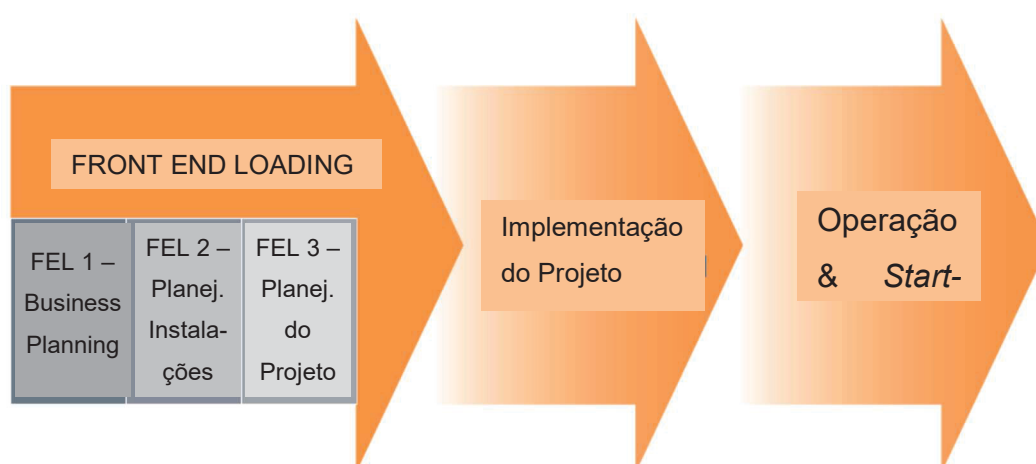 FRONT END LOADING
FEL 1 –
Business
Planning
FEL 2 –
Planej.
Instala-
ções
FEL 3 –
Planej.
do
Projeto
Implementação
do Projeto
Operação
& Start-